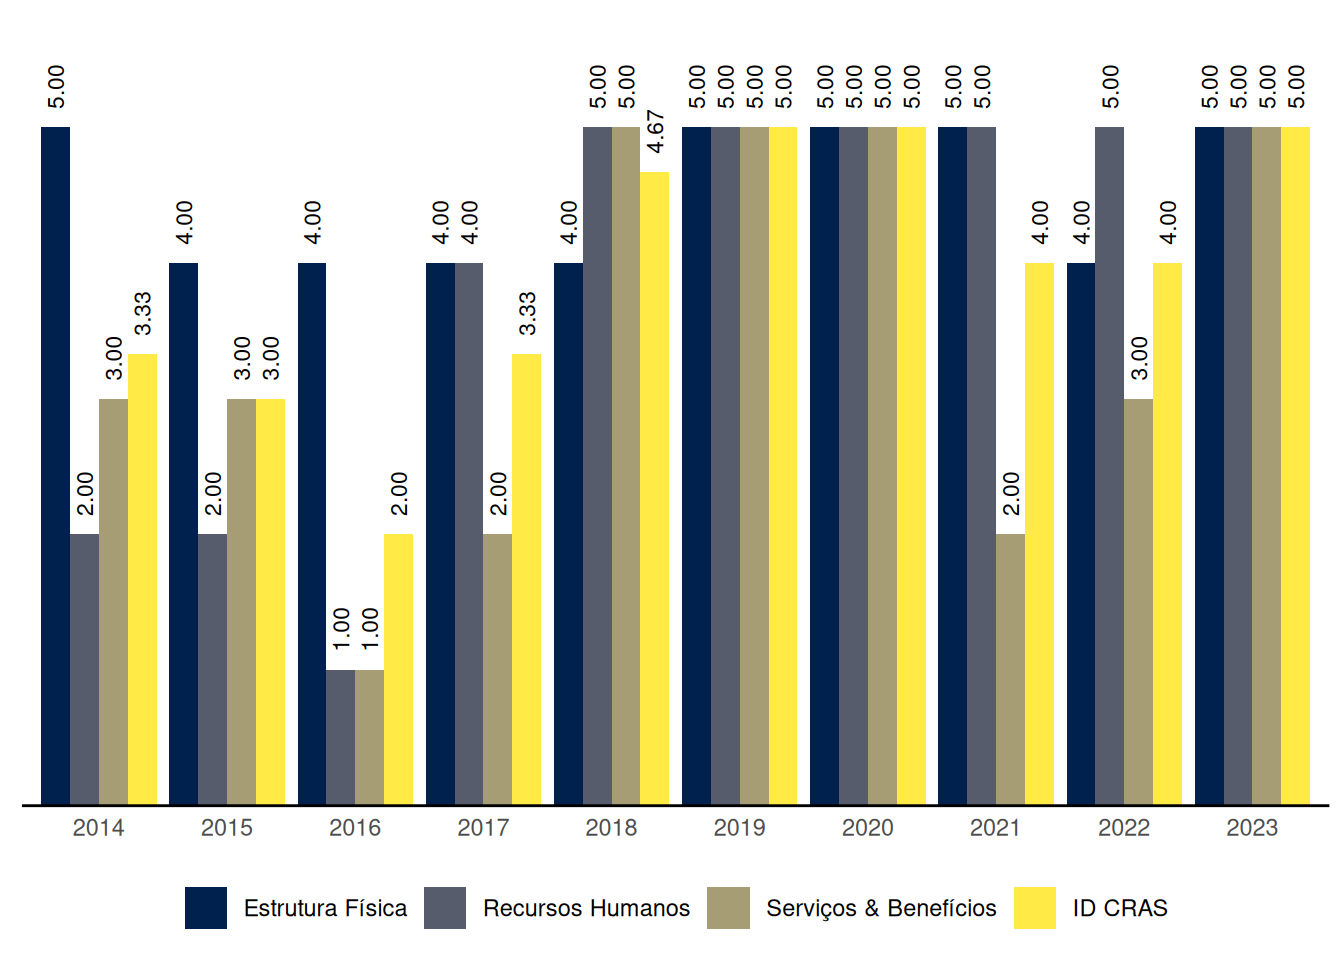 5.00 2.00 3.00 3.33 4.00 2.00 3.00 3.00 4.00 1.00 1.00 2.00 4.00 4.00 2.00 3.33 4.00 5.00 5.00 4.67 5.00 5.00 5.00 5.00 5.00 5.00 5.00 5.00 5.00 5.00 2.00 4.00 4.00 5.00 3.00 4.00 5.00 5.00 5.00 5.00
2014 2015 2016 2017 2018 2019 2020 2021 2022 2023
Estrutura Física Recursos Humanos Serviços & Benefícios ID CRAS